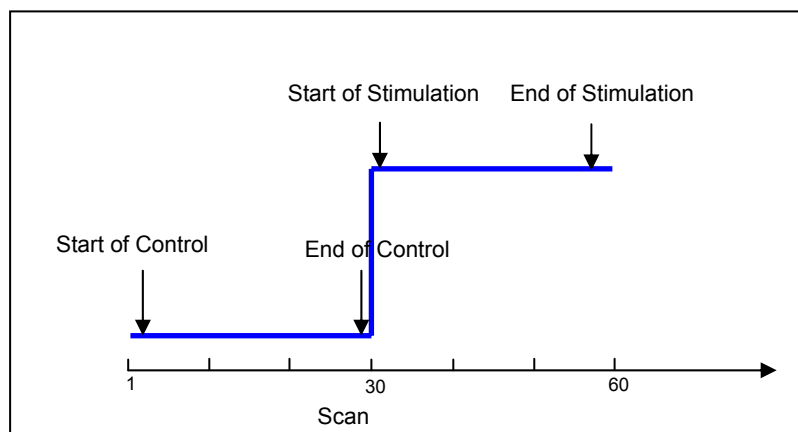 Start of Stimulation End of Stimulation
Start of Control End of Control
1 30 60
Scan